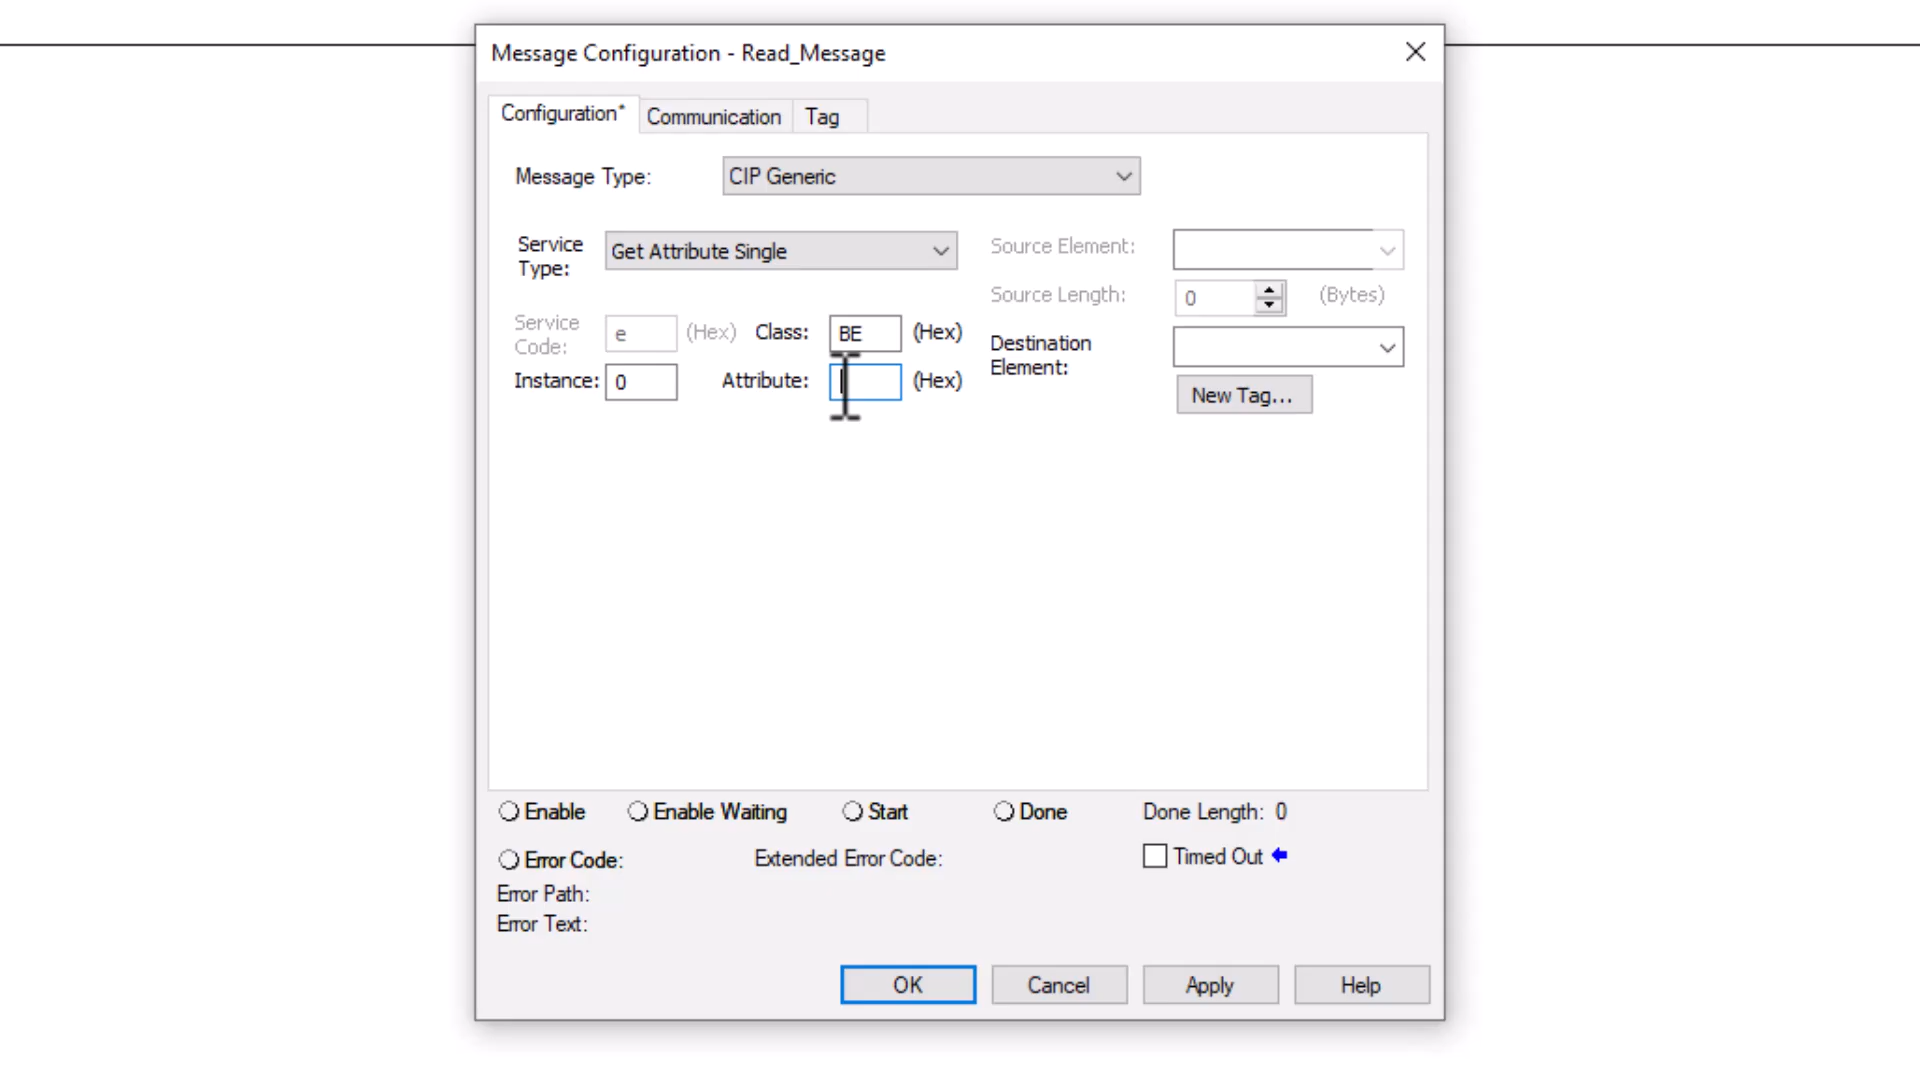 Message Configuration - Read_Message
Configuration* Communication Tag
Message Type: CIP Generic
Service Type: Get Attribute Single
Source Element:
Source Length: 0 (Bytes)
Service Code: e (Hex) Class: BE (Hex)
Destination Element:
Instance: 0 Attribute: (Hex)
New Tag...
Enable Enable Waiting Start Done Done Length: 0
Error Code: Extended Error Code: Timed Out
Error Path:
Error Text:
OK Cancel Apply Help